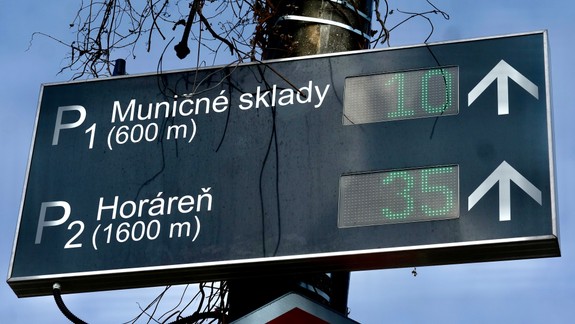 P1 Muničné sklady 10
(600 m)
P2 Horáreň 35
(1600 m)